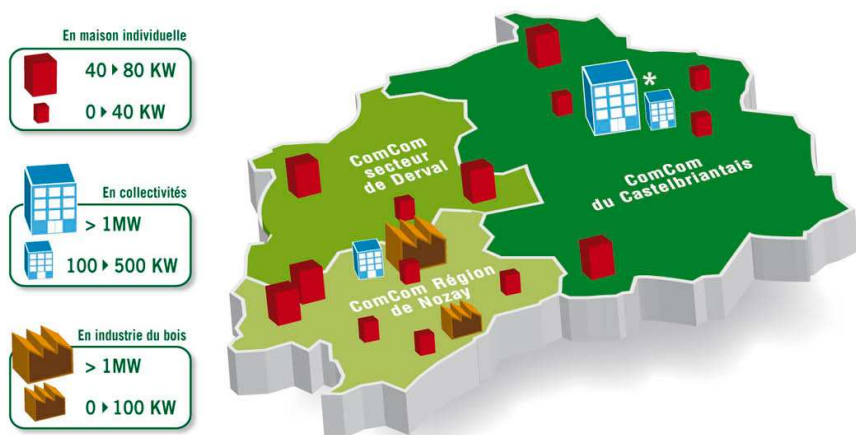 En maison individuelle
40 ▸ 80 KW
0 ▸ 40 KW
En collectivités
> 1MW
100 ▸ 500 KW
En industrie du bois
> 1MW
0 ▸ 100 KW
*
ComCom
secteur
de Derval
ComCom
du Castelbriantais
ComCom Région
de Nozay